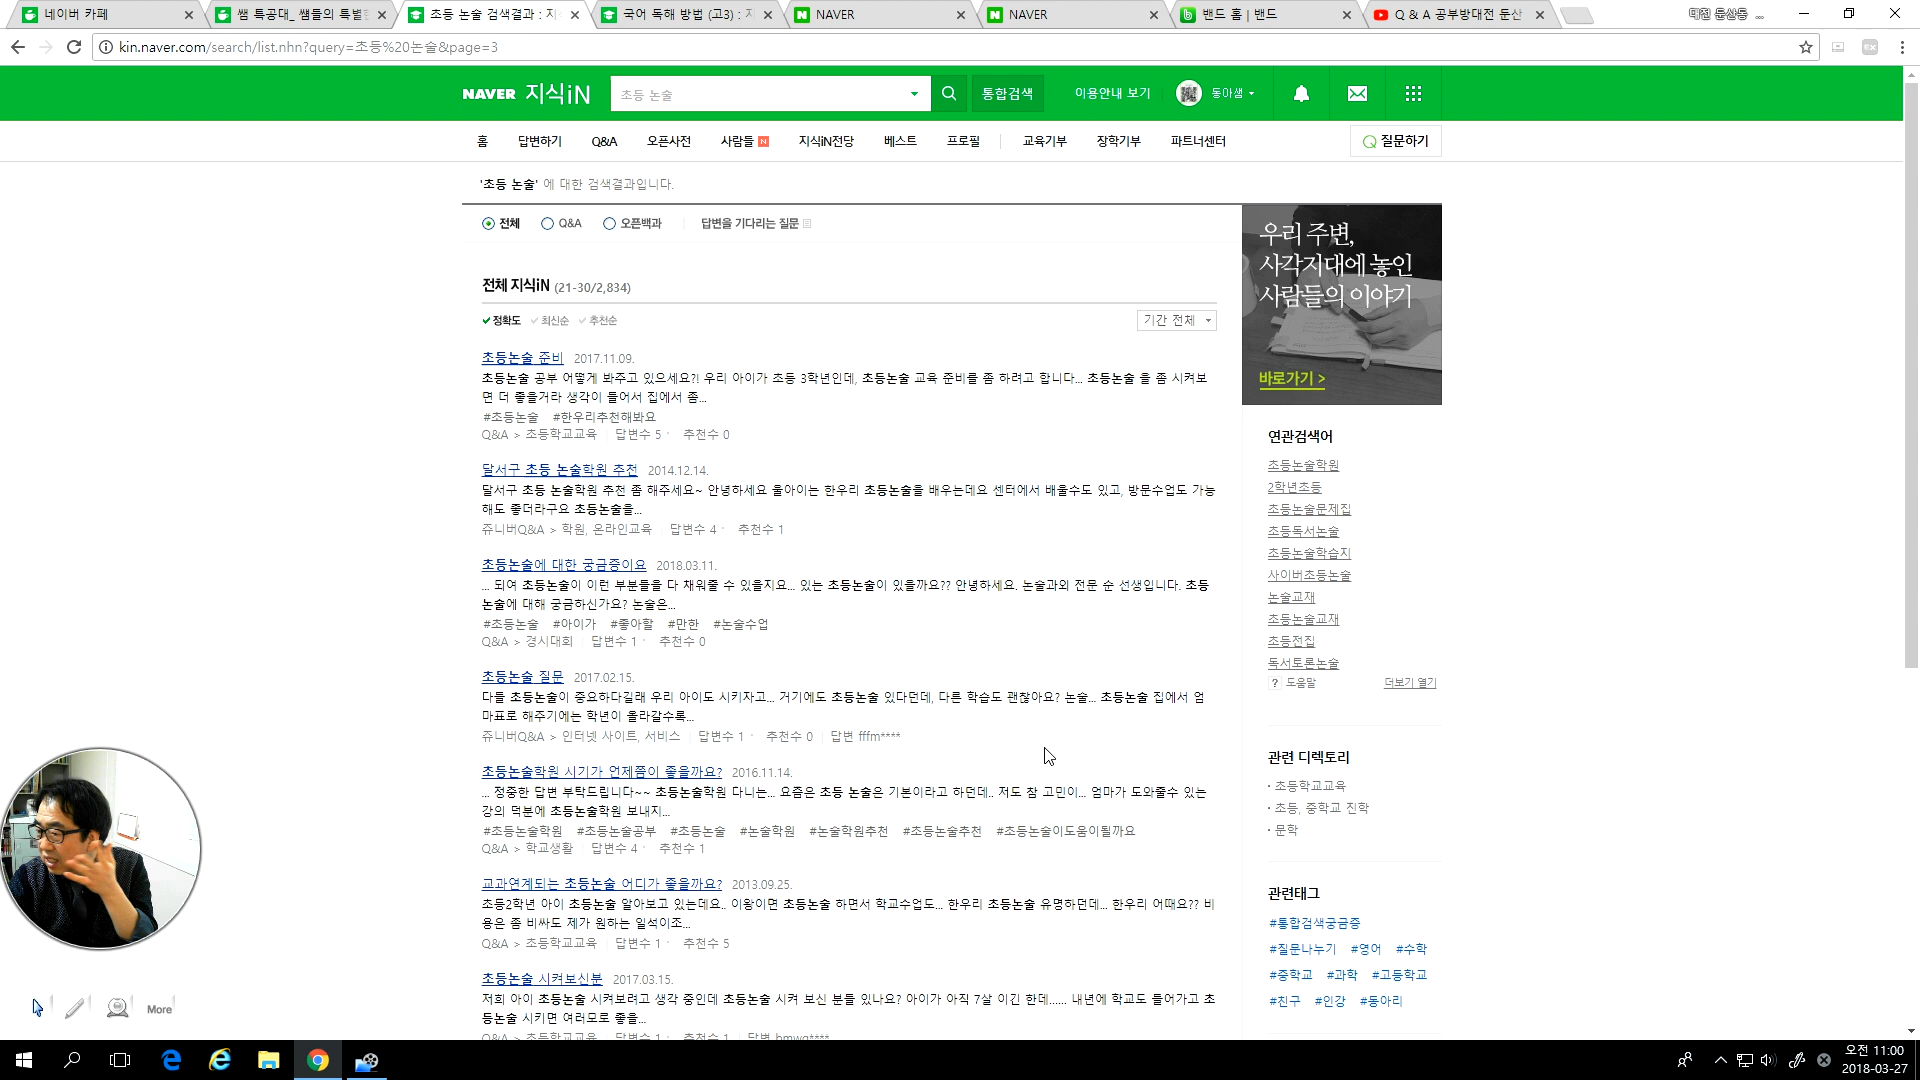 네이버 카페
쌤 특공대_ 쌤들의 특별한
초등 논술 검색결과 : 지식
국어 독해 방법 (고3) : 지
NAVER
NAVER
밴드 홈 | 밴드
Q & A 공부방대전 둔산
대전 둔산동 ...
kin.naver.com/search/list.nhn?query=초등%20논술&page=3
NAVER 지식iN
초등 논술
통합검색
이용안내 보기
동아샘
홈 답변하기 Q&A 오픈사전 사람들 N 지식iN전당 베스트 프로필 교육기부 장학기부 파트너센터
질문하기
'초등 논술' 에 대한 검색결과입니다.
전체 Q&A 오픈백과 답변을 기다리는 질문
전체 지식iN (21-30/2,834)
정확도 최신순 추천순
기간 전체
초등논술 준비 2017.11.09.
초등논술 공부 어떻게 봐주고 있으세요?! 우리 아이가 초등 3학년인데, 초등논술 교육 준비를 좀 하려고 합니다... 초등논술 을 좀 시켜보
면 더 좋을거라 생각이 들어서 집에서 좀...
#초등논술 #한우리추천해봐요
Q&A > 초등학교교육 답변수 5 · 추천수 0
달서구 초등 논술학원 추천 2014.12.14.
달서구 초등 논술학원 추천 좀 해주세요~ 안녕하세요 울아이는 한우리 초등논술을 배우는데요 센터에서 배울수도 있고, 방문수업도 가능
해도 좋더라구요 초등논술을...
쥬니버Q&A > 학원, 온라인교육 답변수 4 · 추천수 1
초등논술에 대한 궁금증이요 2018.03.11.
... 되여 초등논술이 이런 부분들을 다 채워줄 수 있을지요... 있는 초등논술이 있을까요?? 안녕하세요. 논술과외 전문 순 선생입니다. 초등
논술에 대해 궁금하신가요? 논술은...
#초등논술 #아이가 #좋아할 #만한 #논술수업
Q&A > 경시대회 답변수 1 · 추천수 0
초등논술 질문 2017.02.15.
다들 초등논술이 중요하다길래 우리 아이도 시키자고... 거기에도 초등논술 있다던데, 다른 학습도 괜찮아요? 논술... 초등논술 집에서 엄
마표로 해주기에는 학년이 올라갈수록...
쥬니버Q&A > 인터넷 사이트, 서비스 답변수 1 · 추천수 0 답변 fffm****
초등논술학원 시기가 언제쯤이 좋을까요? 2016.11.14.
... 정중한 답변 부탁드립니다~~ 초등논술학원 다니는... 요즘은 초등 논술은 기본이라고 하던데.. 저도 참 고민이... 엄마가 도와줄수 있는
강의 덕분에 초등논술학원 보내지...
#초등논술학원 #초등논술공부 #초등논술 #논술학원 #논술학원추천 #초등논술추천 #초등논술이도움이될까요
Q&A > 학교생활 답변수 4 · 추천수 1
교과연계되는 초등논술 어디가 좋을까요? 2013.09.25.
초등2학년 아이 초등논술 알아보고 있는데요.. 이왕이면 초등논술 하면서 학교수업도... 한우리 초등논술 유명하던데... 한우리 어때요?? 비
용은 좀 비싸도 제가 원하는 일석이조...
Q&A > 초등학교교육 답변수 1 · 추천수 5
초등논술 시켜보신분 2017.03.15.
저희 아이 초등논술 시켜보려고 생각 중인데 초등논술 시켜 보신 분들 있나요? 아이가 아직 7살 이긴 한데...... 내년에 학교도 들어가고 초
등논술 시키면 여러모로 좋을...
Q&A > 초등학교교육 답변수 1 · 추천수 1 답변 bmwg****
우리 주변,
사각지대에 놓인
사람들의 이야기
바로가기 >
연관검색어
초등논술학원
2학년초등
초등논술문제집
초등독서논술
초등논술학습지
사이버초등논술
논술교재
초등논술교재
초등전집
독서토론논술
? 도움말 더보기 열기
관련 디렉토리
· 초등학교교육
· 초등, 중학교 진학
· 문학
관련태그
#통합검색궁금증
#질문나누기 #영어 #수학
#중학교 #과학 #고등학교
#친구 #인강 #동아리
More
오전 11:00
2018-03-27